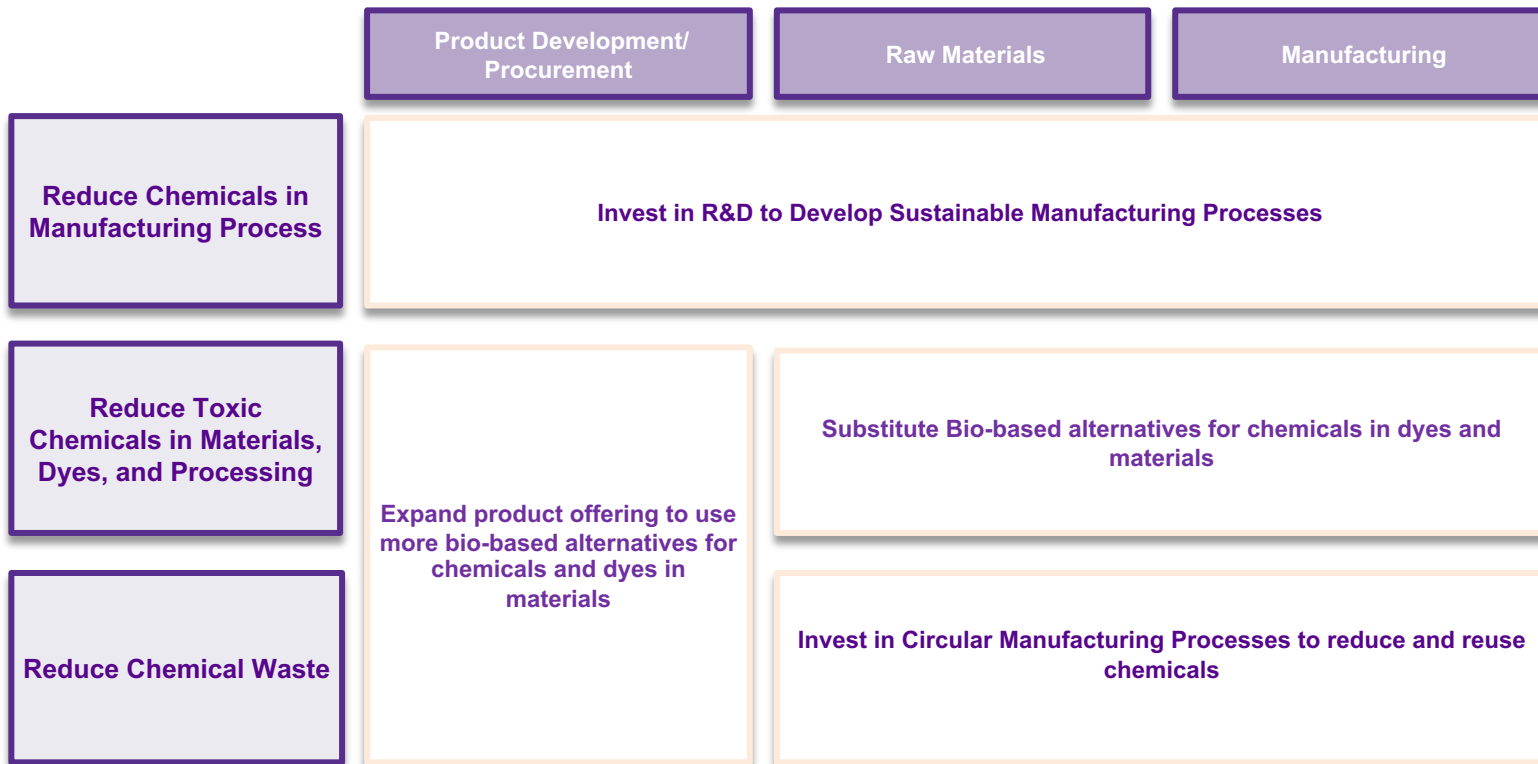 Product Development/
Procurement
Raw Materials
Manufacturing
Reduce Chemicals in
Manufacturing Process
Invest in R&D to Develop Sustainable Manufacturing Processes
Reduce Toxic
Chemicals in Materials,
Dyes, and Processing
Expand product offering to use
more bio-based alternatives for
chemicals and dyes in
materials
Substitute Bio-based alternatives for chemicals in dyes and
materials
Reduce Chemical Waste
Invest in Circular Manufacturing Processes to reduce and reuse
chemicals